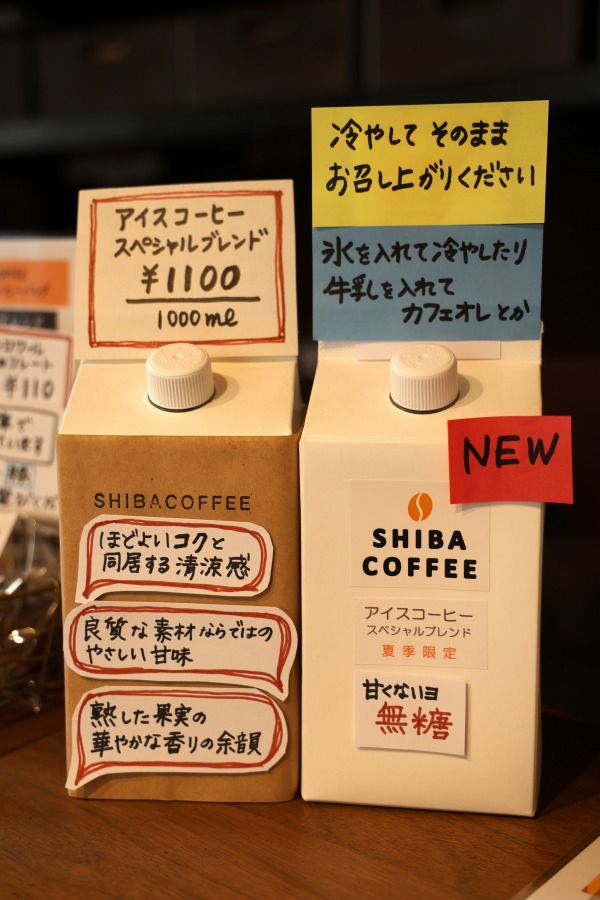 アイスコーヒー
スペシャルブレンド
¥1100
1000ml
SHIBACOFFEE
ほどよいコクと
同居する清涼感
良質な素材ならではの
やさしい甘味
熟した果実の
華やかな香りの余韻
冷やして そのまま
お召し上がりください
氷を入れて冷やしたり
牛乳を入れて
カフェオレとか
NEW
SHIBA
COFFEE
アイスコーヒー
スペシャルブレンド
夏季限定
甘くないヨ
無糖
¥110